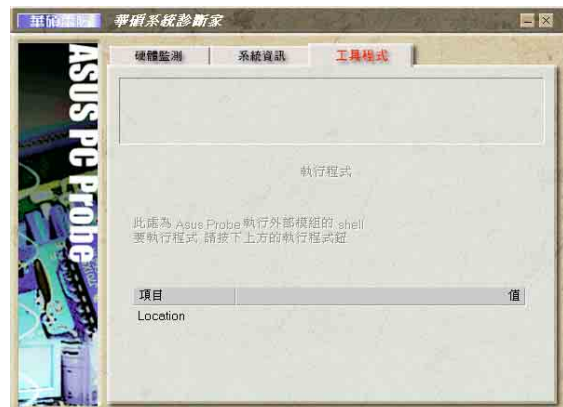 華碩電腦 華碩系統診斷家
硬體監測 系統資訊 工具程式
ASUS PC Probe
執行程式
此處為 Asus Probe 執行外部模組的 shell
要執行程式 請按下上方的執行程式鈕
項目 值
Location